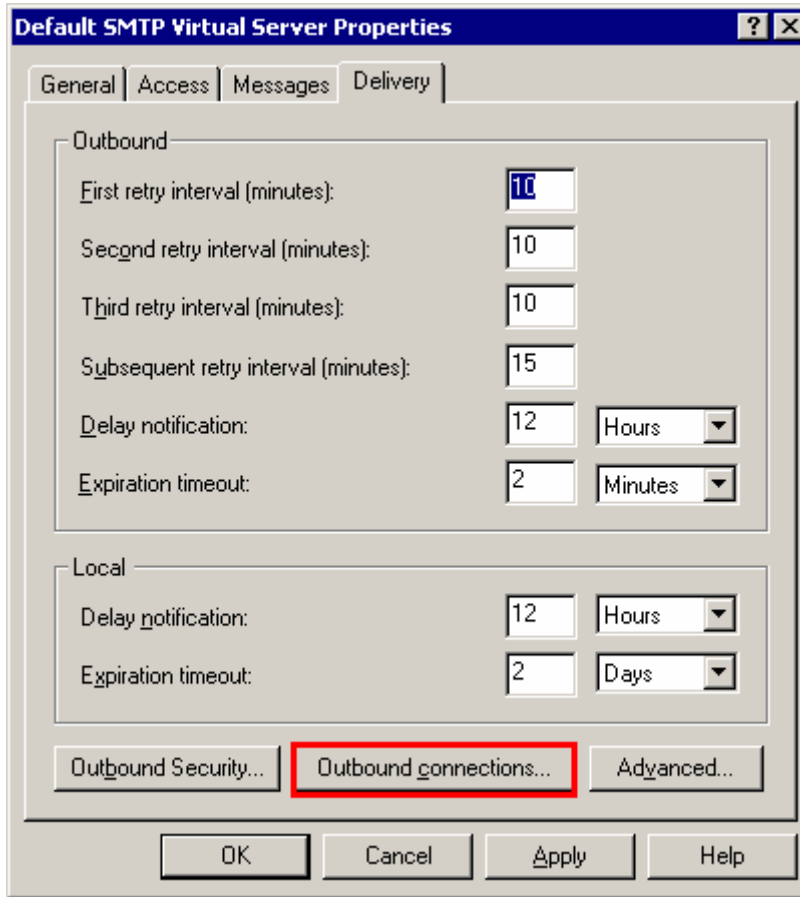 Default SMTP Virtual Server Properties
General Access Messages Delivery
Outbound
First retry interval (minutes): 10
Second retry interval (minutes): 10
Third retry interval (minutes): 10
Subsequent retry interval (minutes): 15
Delay notification: 12 Hours
Expiration timeout: 2 Minutes
Local
Delay notification: 12 Hours
Expiration timeout: 2 Days
Outbound Security... Outbound connections... Advanced...
OK Cancel Apply Help